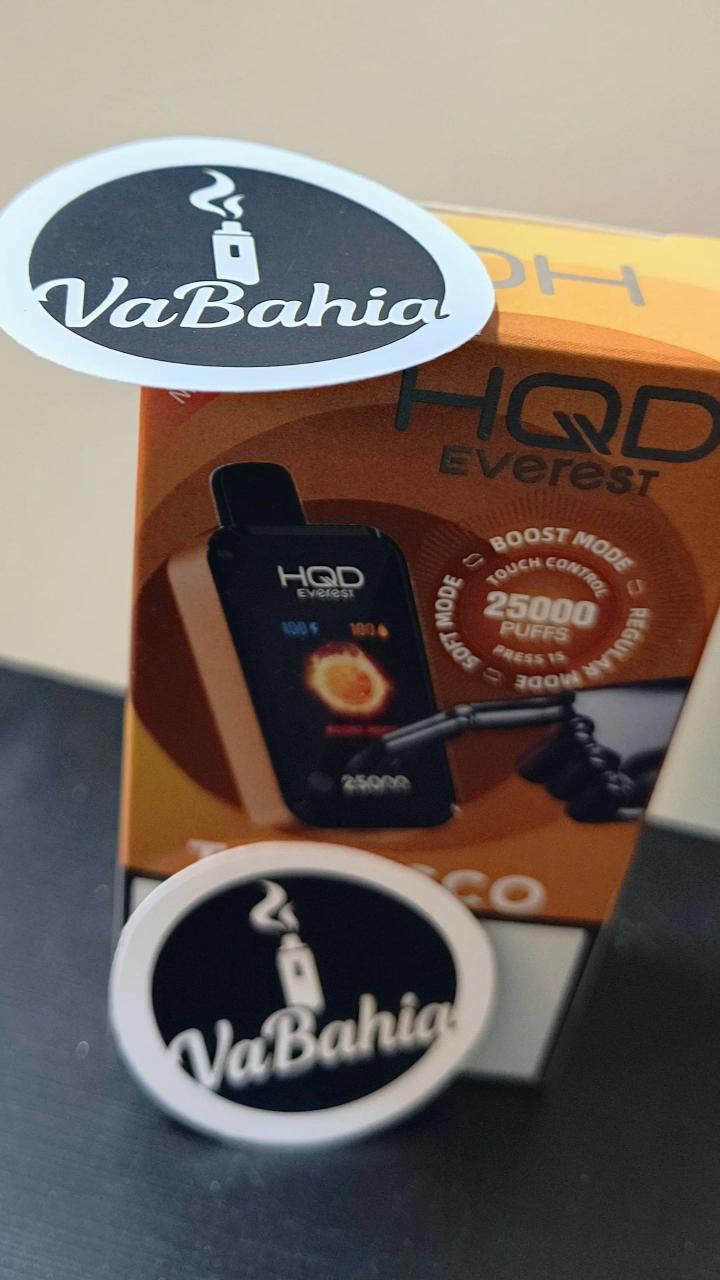 VaBahia
HQD
HQD
Everest
HQD
Everest
100 100
BOOST MODE
TOUCH CONTROL
25000
PUFFS
PRESS 1S
SOFT MODE
REGULAR MODE
25000
VaBahia